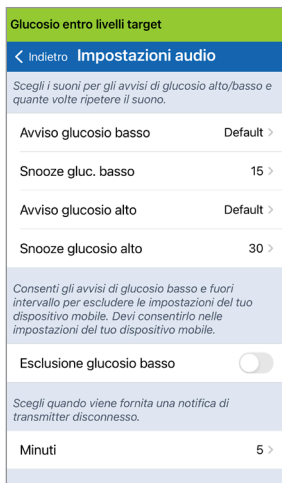 Glucosio entro livelli target
Indietro Impostazioni audio
Scegli i suoni per gli avvisi di glucosio alto/basso e
quante volte ripetere il suono.
Avviso glucosio basso Default
Snooze gluc. basso 15
Avviso glucosio alto Default
Snooze glucosio alto 30
Consenti gli avvisi di glucosio basso e fuori
intervallo per escludere le impostazioni del tuo
dispositivo mobile. Devi consentirlo nelle
impostazioni del tuo dispositivo mobile.
Esclusione glucosio basso
Scegli quando viene fornita una notifica di
transmitter disconnesso.
Minuti 5